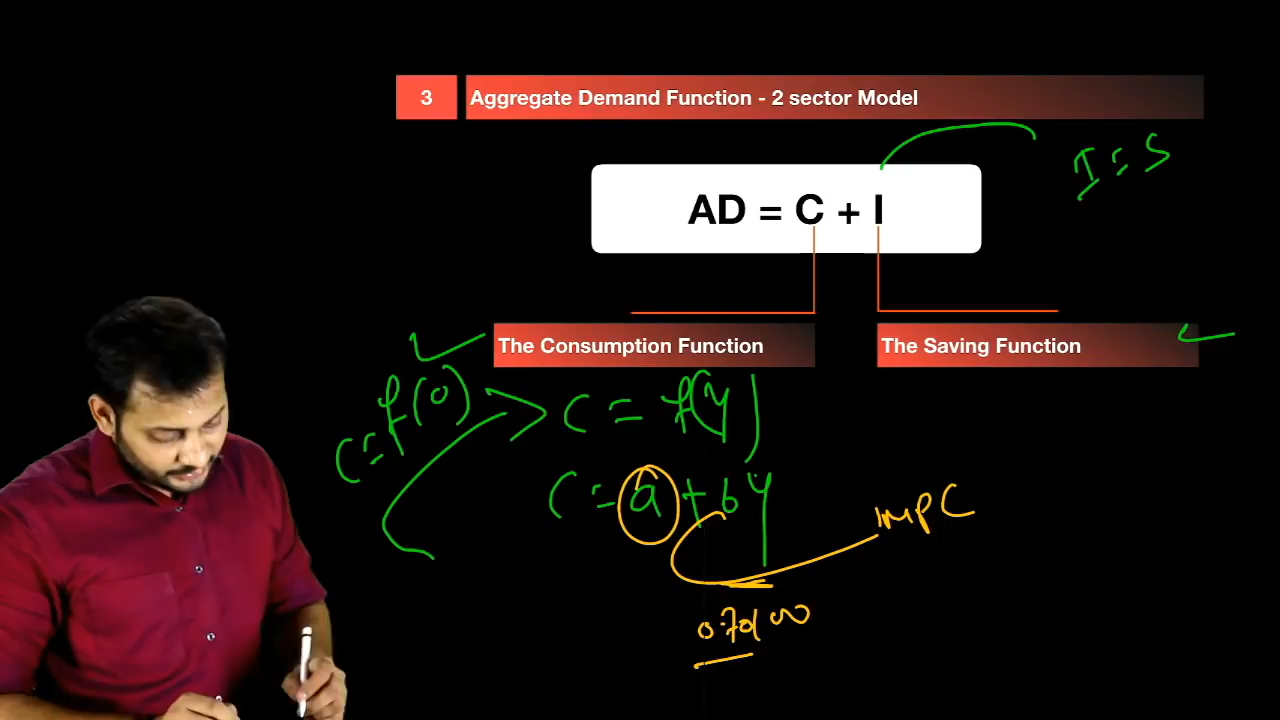 3 Aggregate Demand Function - 2 sector Model
I = S
AD = C + I
The Consumption Function
The Saving Function
C = f(0)
C = f(y)
C = a + by
MPC